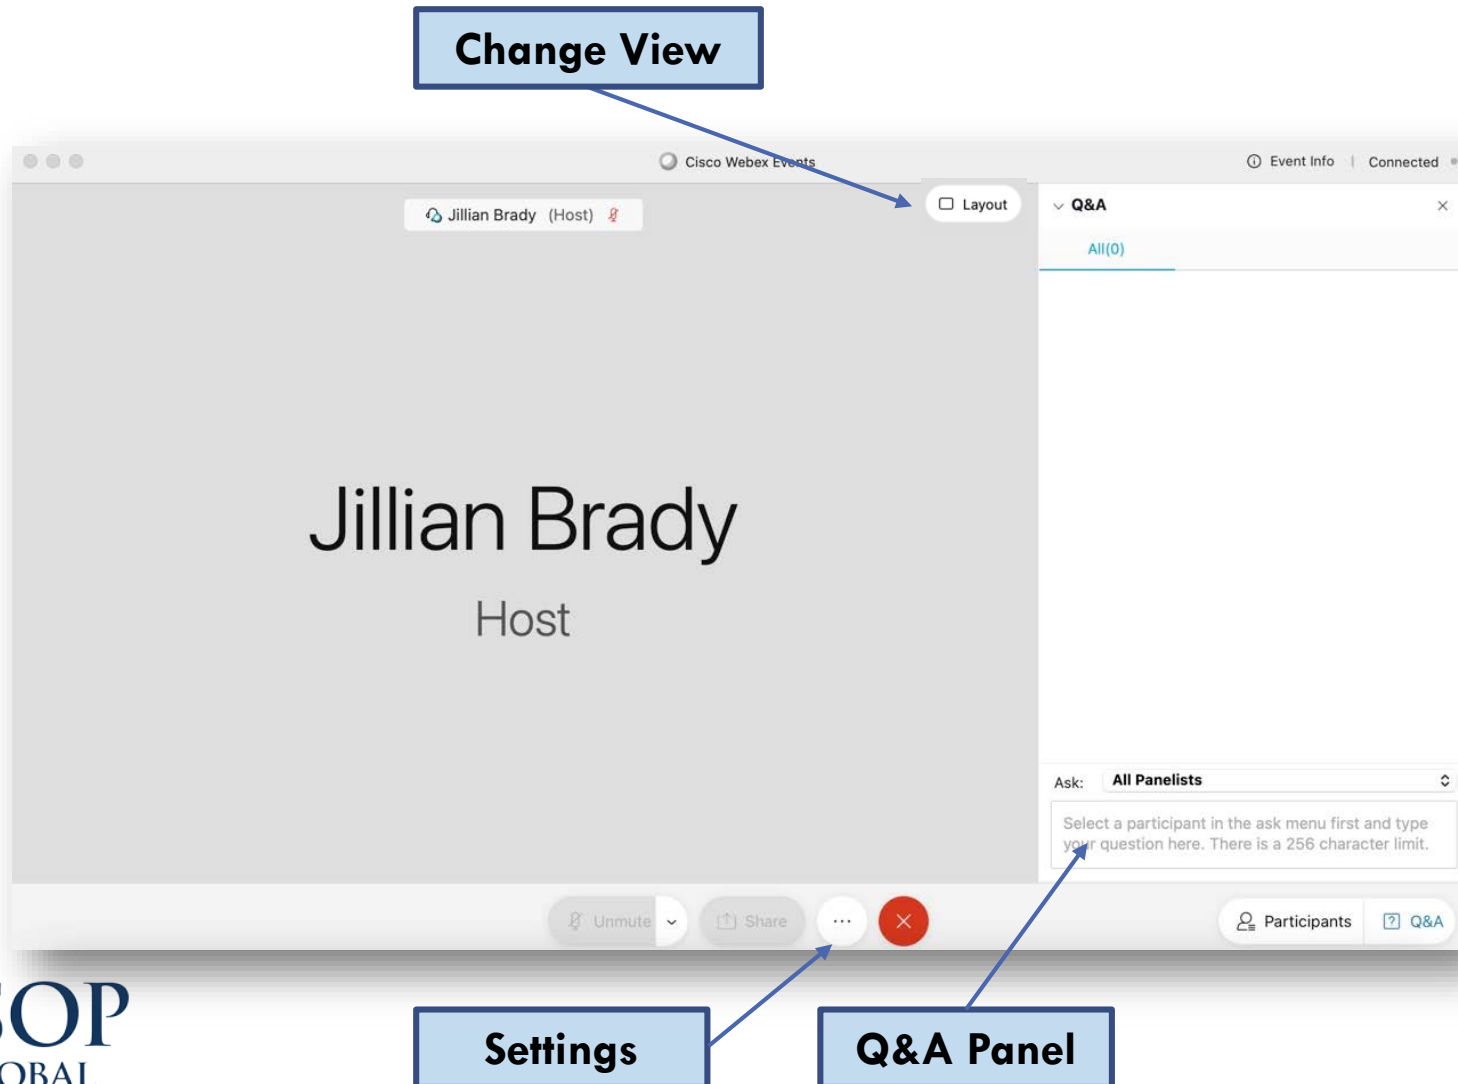 Change View
Cisco Webex Events
Event Info | Connected
Jillian Brady (Host)
Layout
Q&A
All(0)
Jillian Brady
Host
Ask: All Panelists
Select a participant in the ask menu first and type
your question here. There is a 256 character limit.
Unmute
Share
Participants
Q&A
SOP
OBAL
Settings
Q&A Panel